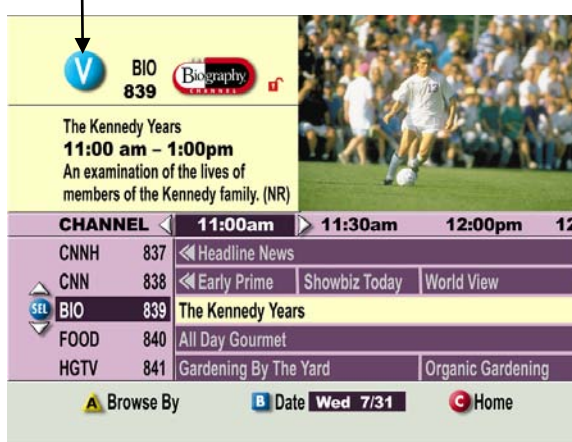 V BIO 839 Biography CHANNEL
The Kennedy Years
11:00 am – 1:00pm
An examination of the lives of
members of the Kennedy family. (NR)
CHANNEL 11:00am 11:30am 12:00pm 12
CNNH 837 Headline News
CNN 838 Early Prime Showbiz Today World View
SEL BIO 839 The Kennedy Years
FOOD 840 All Day Gourmet
HGTV 841 Gardening By The Yard Organic Gardening
A Browse By B Date Wed 7/31 C Home